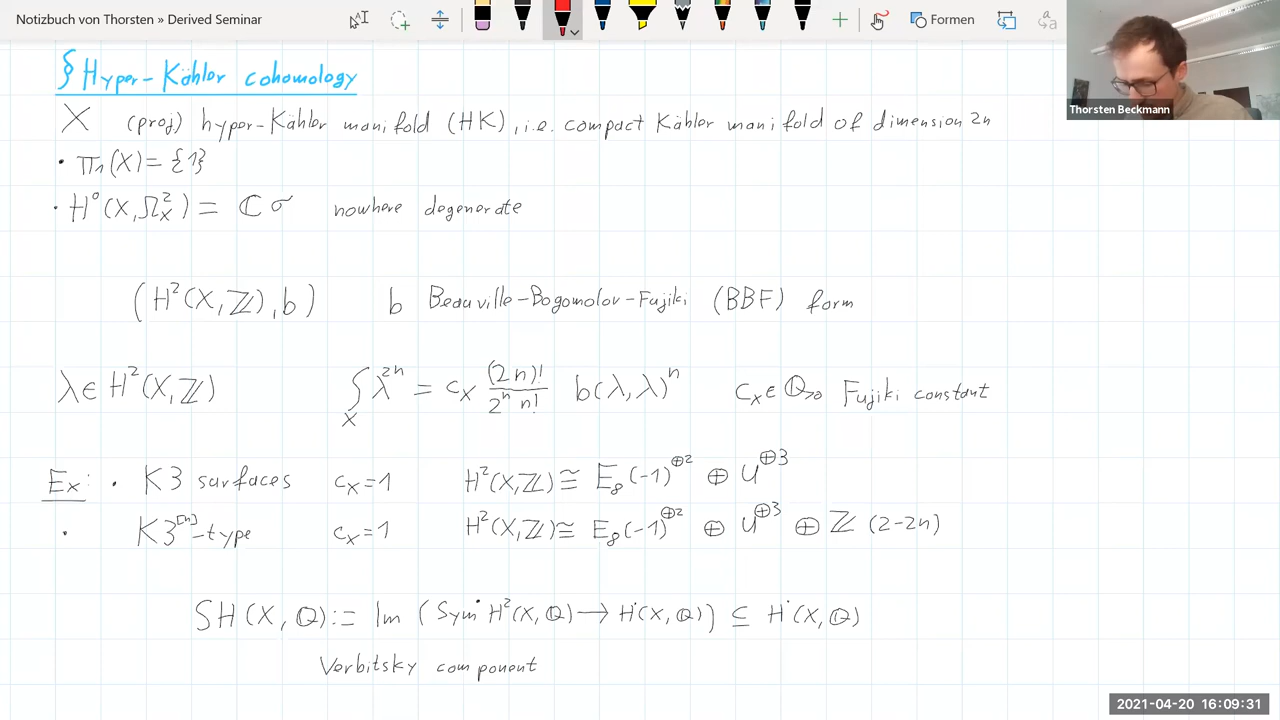 Notizbuch von Thorsten » Derived Seminar
Formen
Thorsten Beckmann
§ Hyper-Kähler cohomology
X (proj) hyper-Kähler manifold (HK), i.e. compact Kähler manifold of dimension 2n
• π₁(X) = {1}
• H⁰(X, Ω²_X) = ℂσ nowhere degenerate
(H²(X, ℤ), b) b Beauville-Bogomolov-Fujiki (BBF) form
λ ∈ H²(X, ℤ) ∫_X λ^{2n} = c_X (2n)!/(2ⁿ n!) b(λ, λ)ⁿ c_X ∈ ℚ_{>0} Fujiki constant
Ex: • K3 surfaces c_X = 1 H²(X, ℤ) ≅ E₈(-1)^{⊕2} ⊕ U^{⊕3}
• K3^{[n]}-type c_X = 1 H²(X, ℤ) ≅ E₈(-1)^{⊕2} ⊕ U^{⊕3} ⊕ ℤ(2-2n)
SH(X, ℚ) := Im (Sym^• H²(X, ℚ) → H^•(X, ℚ)) ⊆ H^•(X, ℚ)
Verbitsky component
2021-04-20 16:09:31